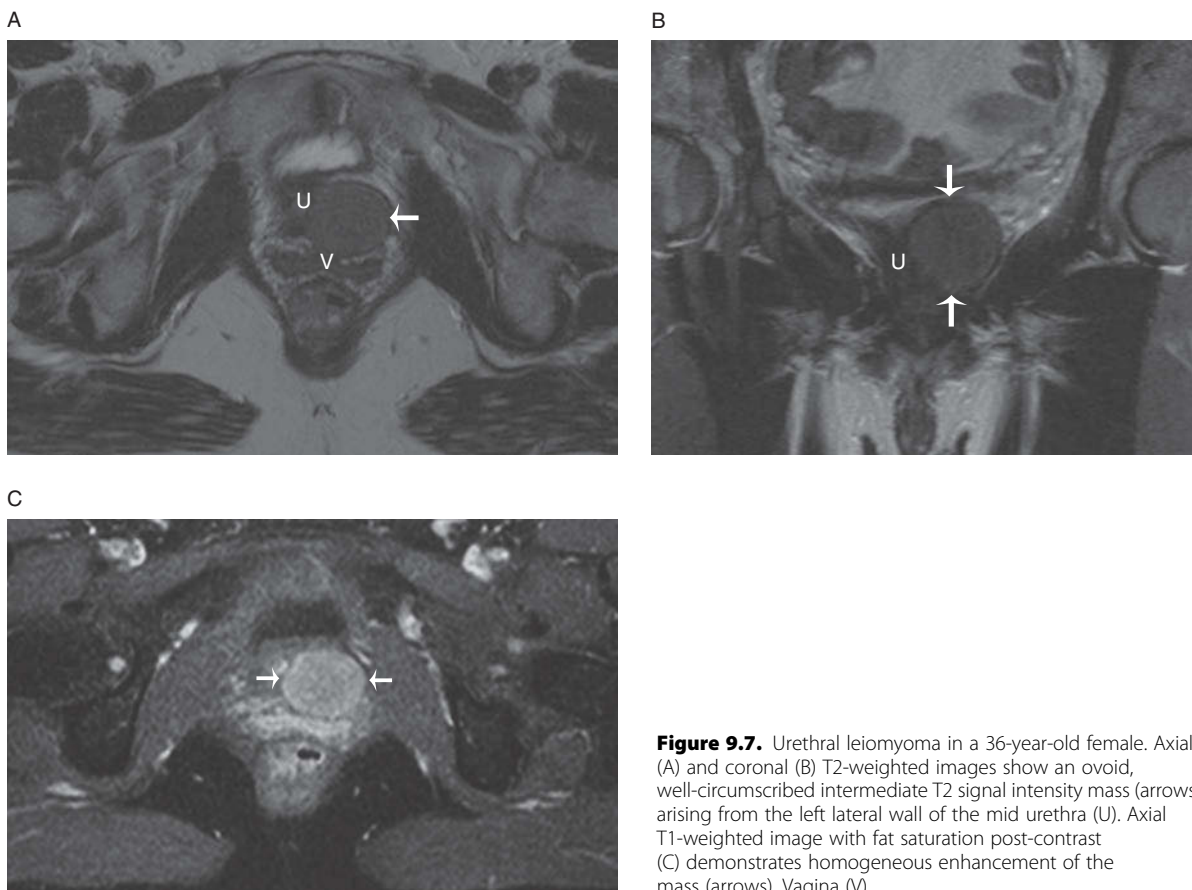 A
B
U
V
U
C
Figure 9.7. Urethral leiomyoma in a 36-year-old female. Axial
(A) and coronal (B) T2-weighted images show an ovoid,
well-circumscribed intermediate T2 signal intensity mass (arrows
arising from the left lateral wall of the mid urethra (U). Axial
T1-weighted image with fat saturation post-contrast
(C) demonstrates homogeneous enhancement of the
mass (arrows). Vagina (V).